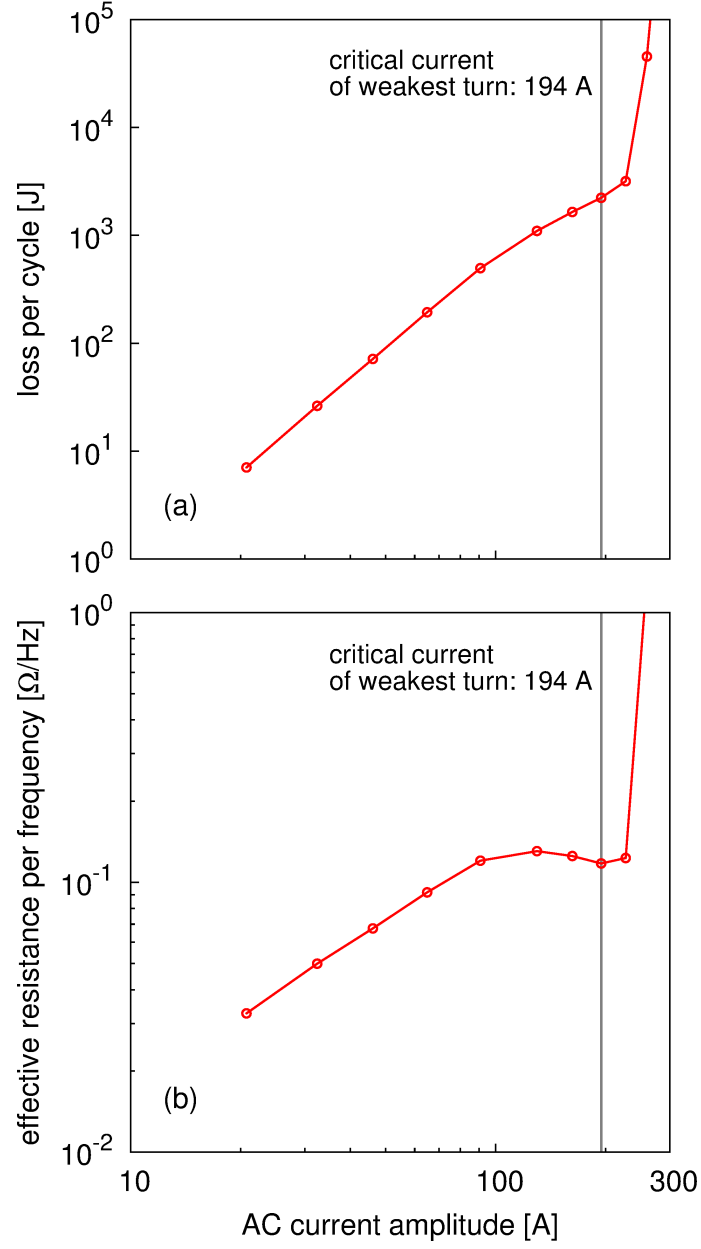 10^5
critical current
of weakest turn: 194 A
10^4
10^3
loss per cycle [J]
10^2
10^1
(a)
10^0
10^0
critical current
of weakest turn: 194 A
effective resistance per frequency [Ω/Hz]
10^-1
(b)
10^-2
10 100 300
AC current amplitude [A]